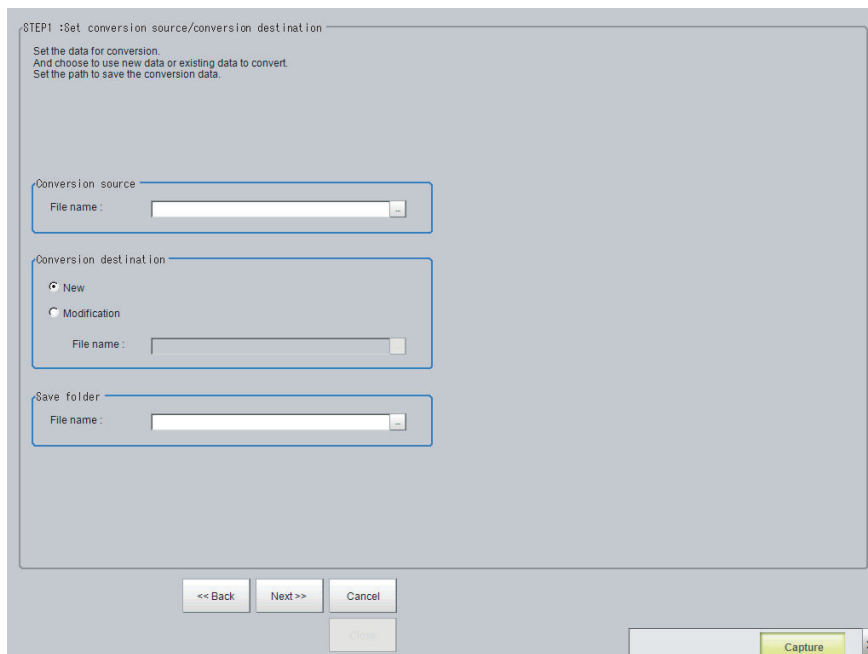 STEP1 :Set conversion source/conversion destination
Set the data for conversion.
And choose to use new data or existing data to convert.
Set the path to save the conversion data.
Conversion source
File name :
...
Conversion destination
New
Modification
File name :
Save folder
File name :
...
<< Back
Next >>
Cancel
Close
Capture